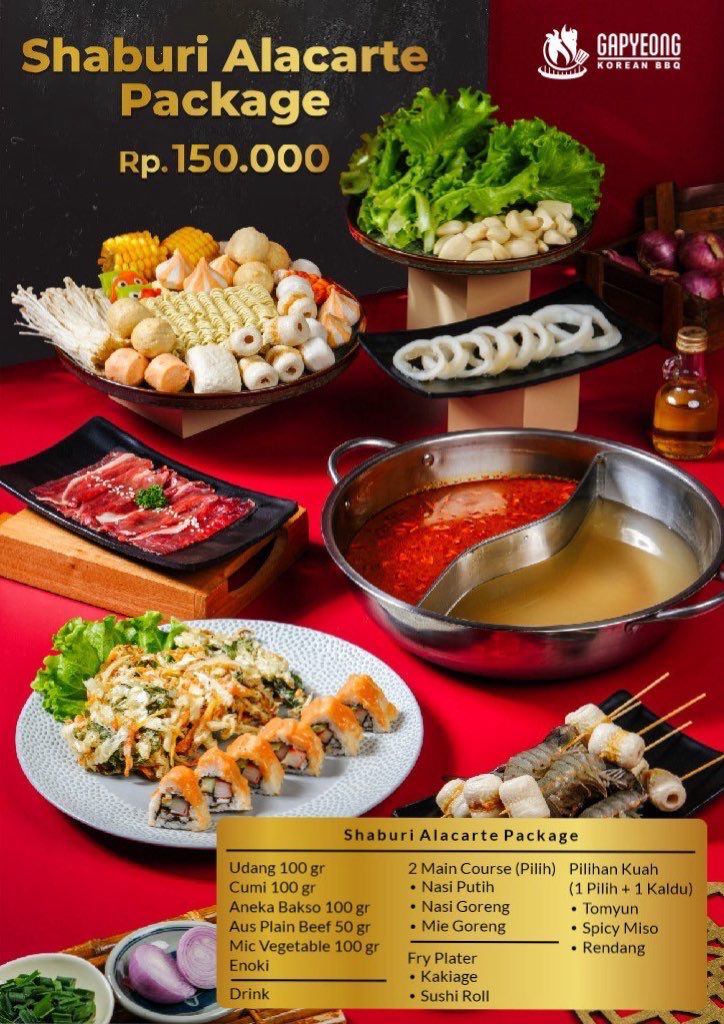 Shaburi Alacarte
Package
Rp.150.000
GAPYEONG
KOREAN BBQ
Shaburi Alacarte Package
Udang 100 gr
Cumi 100 gr
Aneka Bakso 100 gr
Aus Plain Beef 50 gr
Mic Vegetable 100 gr
Enoki
Drink
2 Main Course (Pilih)
• Nasi Putih
• Nasi Goreng
• Mie Goreng
Fry Plater
• Kakiage
• Sushi Roll
Pilihan Kuah
(1 Pilih + 1 Kaldu)
• Tomyun
• Spicy Miso
• Rendang